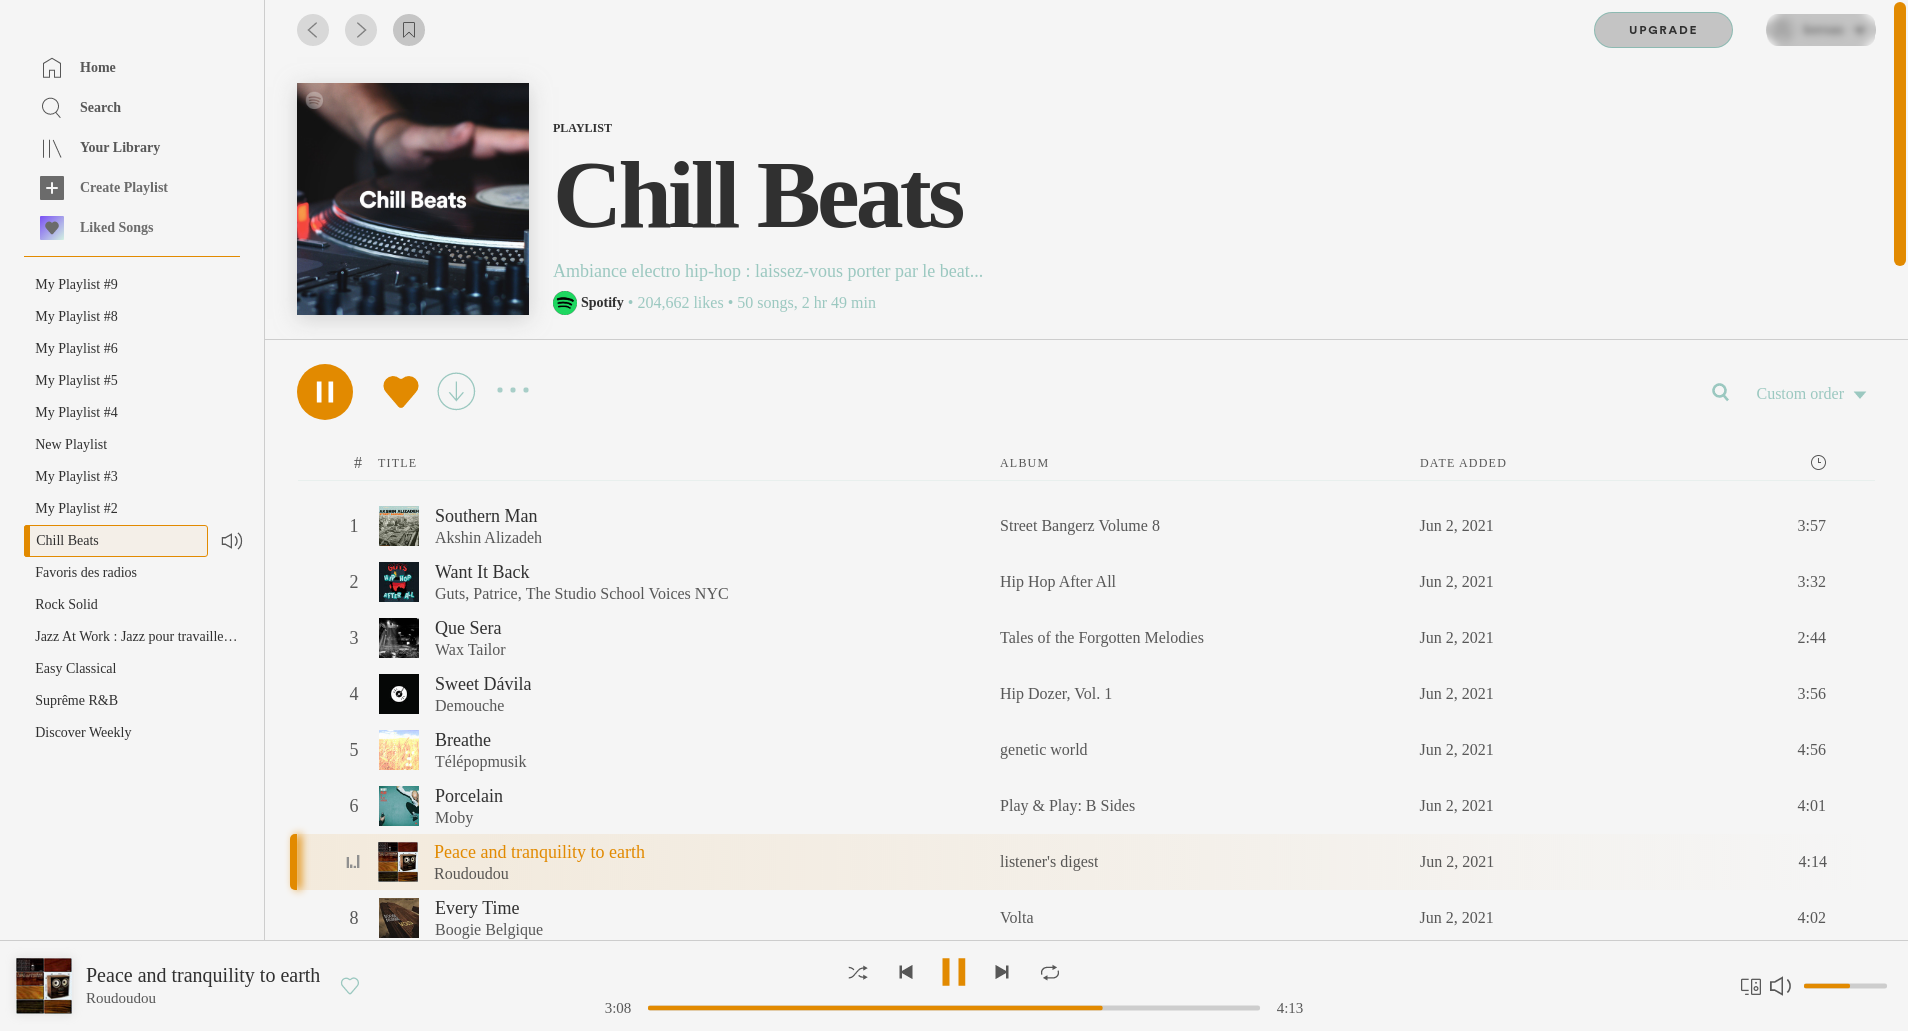 UPGRADE
Home
Search
Your Library
Create Playlist
Liked Songs
My Playlist #9
My Playlist #8
My Playlist #6
My Playlist #5
My Playlist #4
New Playlist
My Playlist #3
My Playlist #2
Chill Beats
Favoris des radios
Rock Solid
Jazz At Work : Jazz pour travaille…
Easy Classical
Suprême R&B
Discover Weekly
Chill Beats
PLAYLIST
Chill Beats
Ambiance electro hip-hop : laissez-vous porter par le beat...
Spotify • 204,662 likes • 50 songs, 2 hr 49 min
Custom order
# TITLE ALBUM DATE ADDED
1 Southern Man Street Bangerz Volume 8 Jun 2, 2021 3:57
Akshin Alizadeh
2 Want It Back Hip Hop After All Jun 2, 2021 3:32
Guts, Patrice, The Studio School Voices NYC
3 Que Sera Tales of the Forgotten Melodies Jun 2, 2021 2:44
Wax Tailor
4 Sweet Dávila Hip Dozer, Vol. 1 Jun 2, 2021 3:56
Demouche
5 Breathe genetic world Jun 2, 2021 4:56
Télépopmusik
6 Porcelain Play & Play: B Sides Jun 2, 2021 4:01
Moby
Peace and tranquility to earth listener's digest Jun 2, 2021 4:14
Roudoudou
8 Every Time Volta Jun 2, 2021 4:02
Boogie Belgique
Peace and tranquility to earth
Roudoudou
3:08 4:13